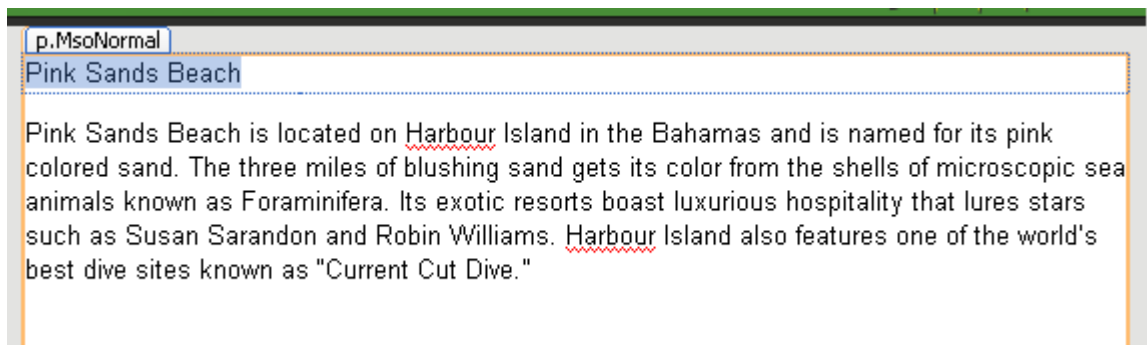 p.MsoNormal
Pink Sands Beach
Pink Sands Beach is located on Harbour Island in the Bahamas and is named for its pink
colored sand. The three miles of blushing sand gets its color from the shells of microscopic sea
animals known as Foraminifera. Its exotic resorts boast luxurious hospitality that lures stars
such as Susan Sarandon and Robin Williams. Harbour Island also features one of the world's
best dive sites known as "Current Cut Dive."